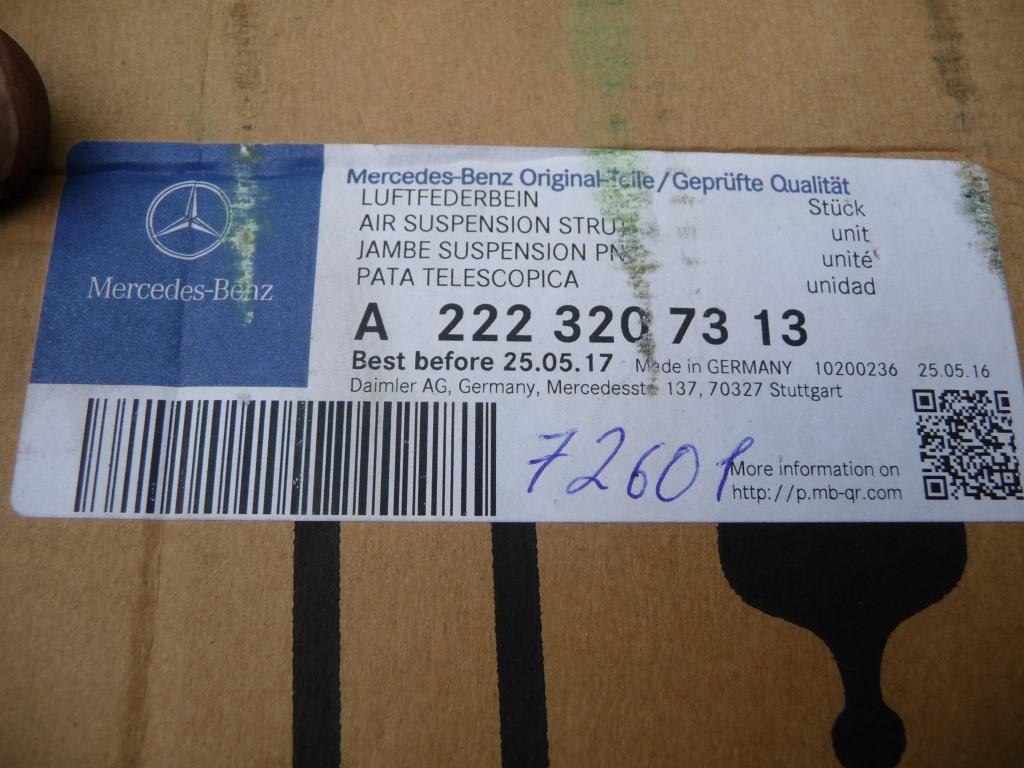 Mercedes-Benz
Mercedes-Benz Original-Teile/Geprüfte Qualität
LUFTFEDERBEIN Stück
AIR SUSPENSION STRUT unit
JAMBE SUSPENSION PN unité
PATA TELESCOPICA unidad
A 222 320 73 13
Best before 25.05.17 Made in GERMANY 10200236 25.05.16
Daimler AG, Germany, Mercedesstr. 137, 70327 Stuttgart
More information on
http://p.mb-qr.com